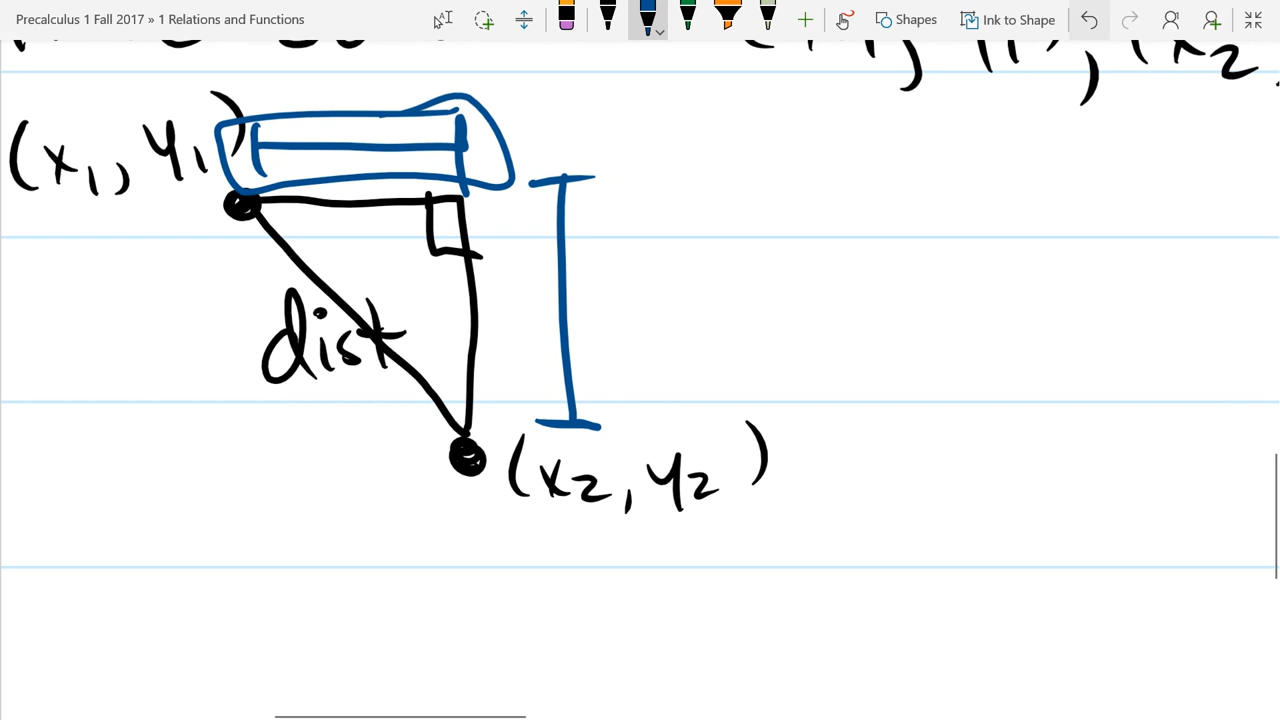 Precalculus 1 Fall 2017 » 1 Relations and Functions
Shapes
Ink to Shape
(x₁, y₁)
dist
(x₂, y₂)